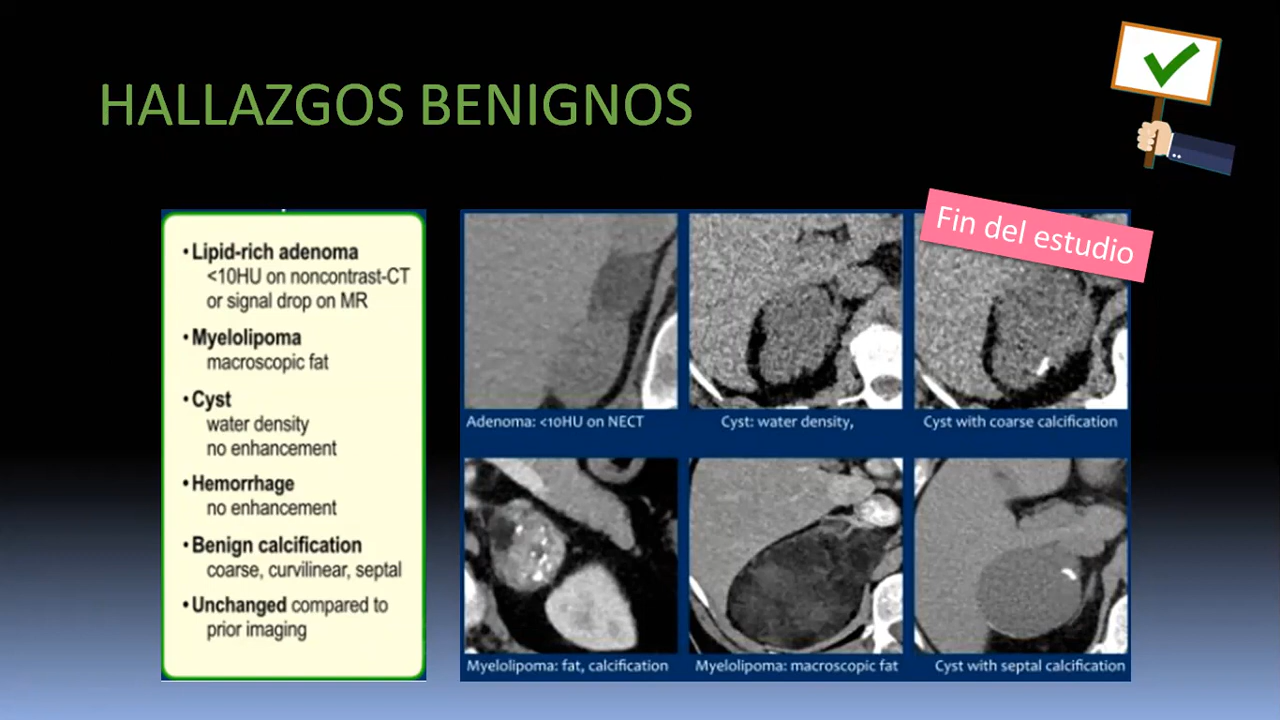 HALLAZGOS BENIGNOS
Fin del estudio
• Lipid-rich adenoma
<10HU on noncontrast-CT
or signal drop on MR
• Myelolipoma
macroscopic fat
• Cyst
water density
no enhancement
• Hemorrhage
no enhancement
• Benign calcification
coarse, curvilinear, septal
• Unchanged compared to
prior imaging
Adenoma: <10HU on NECT
Cyst: water density,
Cyst with coarse calcification
Myelolipoma: fat, calcification
Myelolipoma: macroscopic fat
Cyst with septal calcification